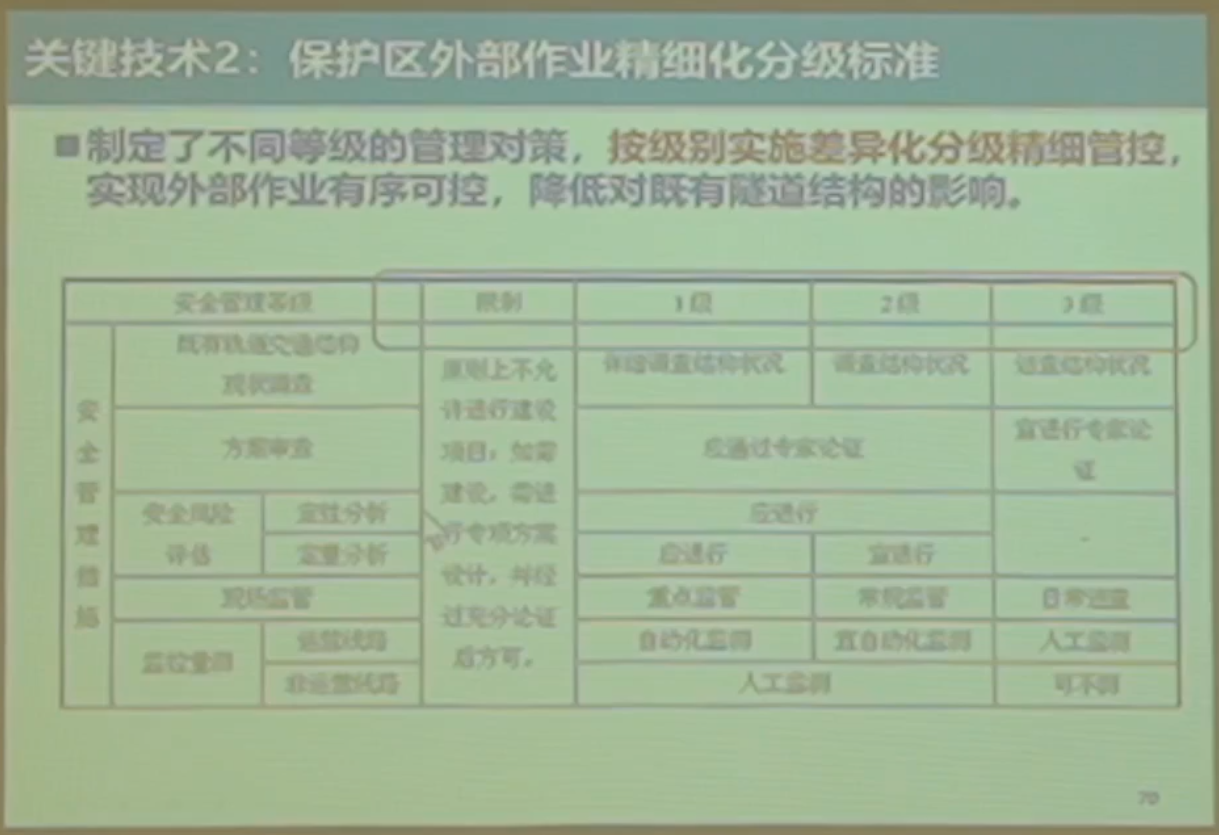 关键技术2：保护区外部作业精细化分级标准
■制定了不同等级的管理对策，按级别实施差异化分级精细管控，
实现外部作业有序可控，降低对既有隧道结构的影响。
安全管理等级 限制 1级 2级 3级
安全管理措施
既有轨道交通结构
现状调查
原则上不允
许进行建设
项目；如需
建设，需进
行专项方案
设计，并经
过充分论证
后方可。
详细调查结构状况 调查结构状况 调查结构状况
方案审查 应通过专家论证 宜进行专家论
证
安全风险
评估
定性分析 应进行 -
定量分析 应进行 宜进行
现场监管 重点监管 常规监管 日常巡查
监控量测
运营线路 自动化监测 宜自动化监测 人工监测
非运营线路 人工监测 可不测
70